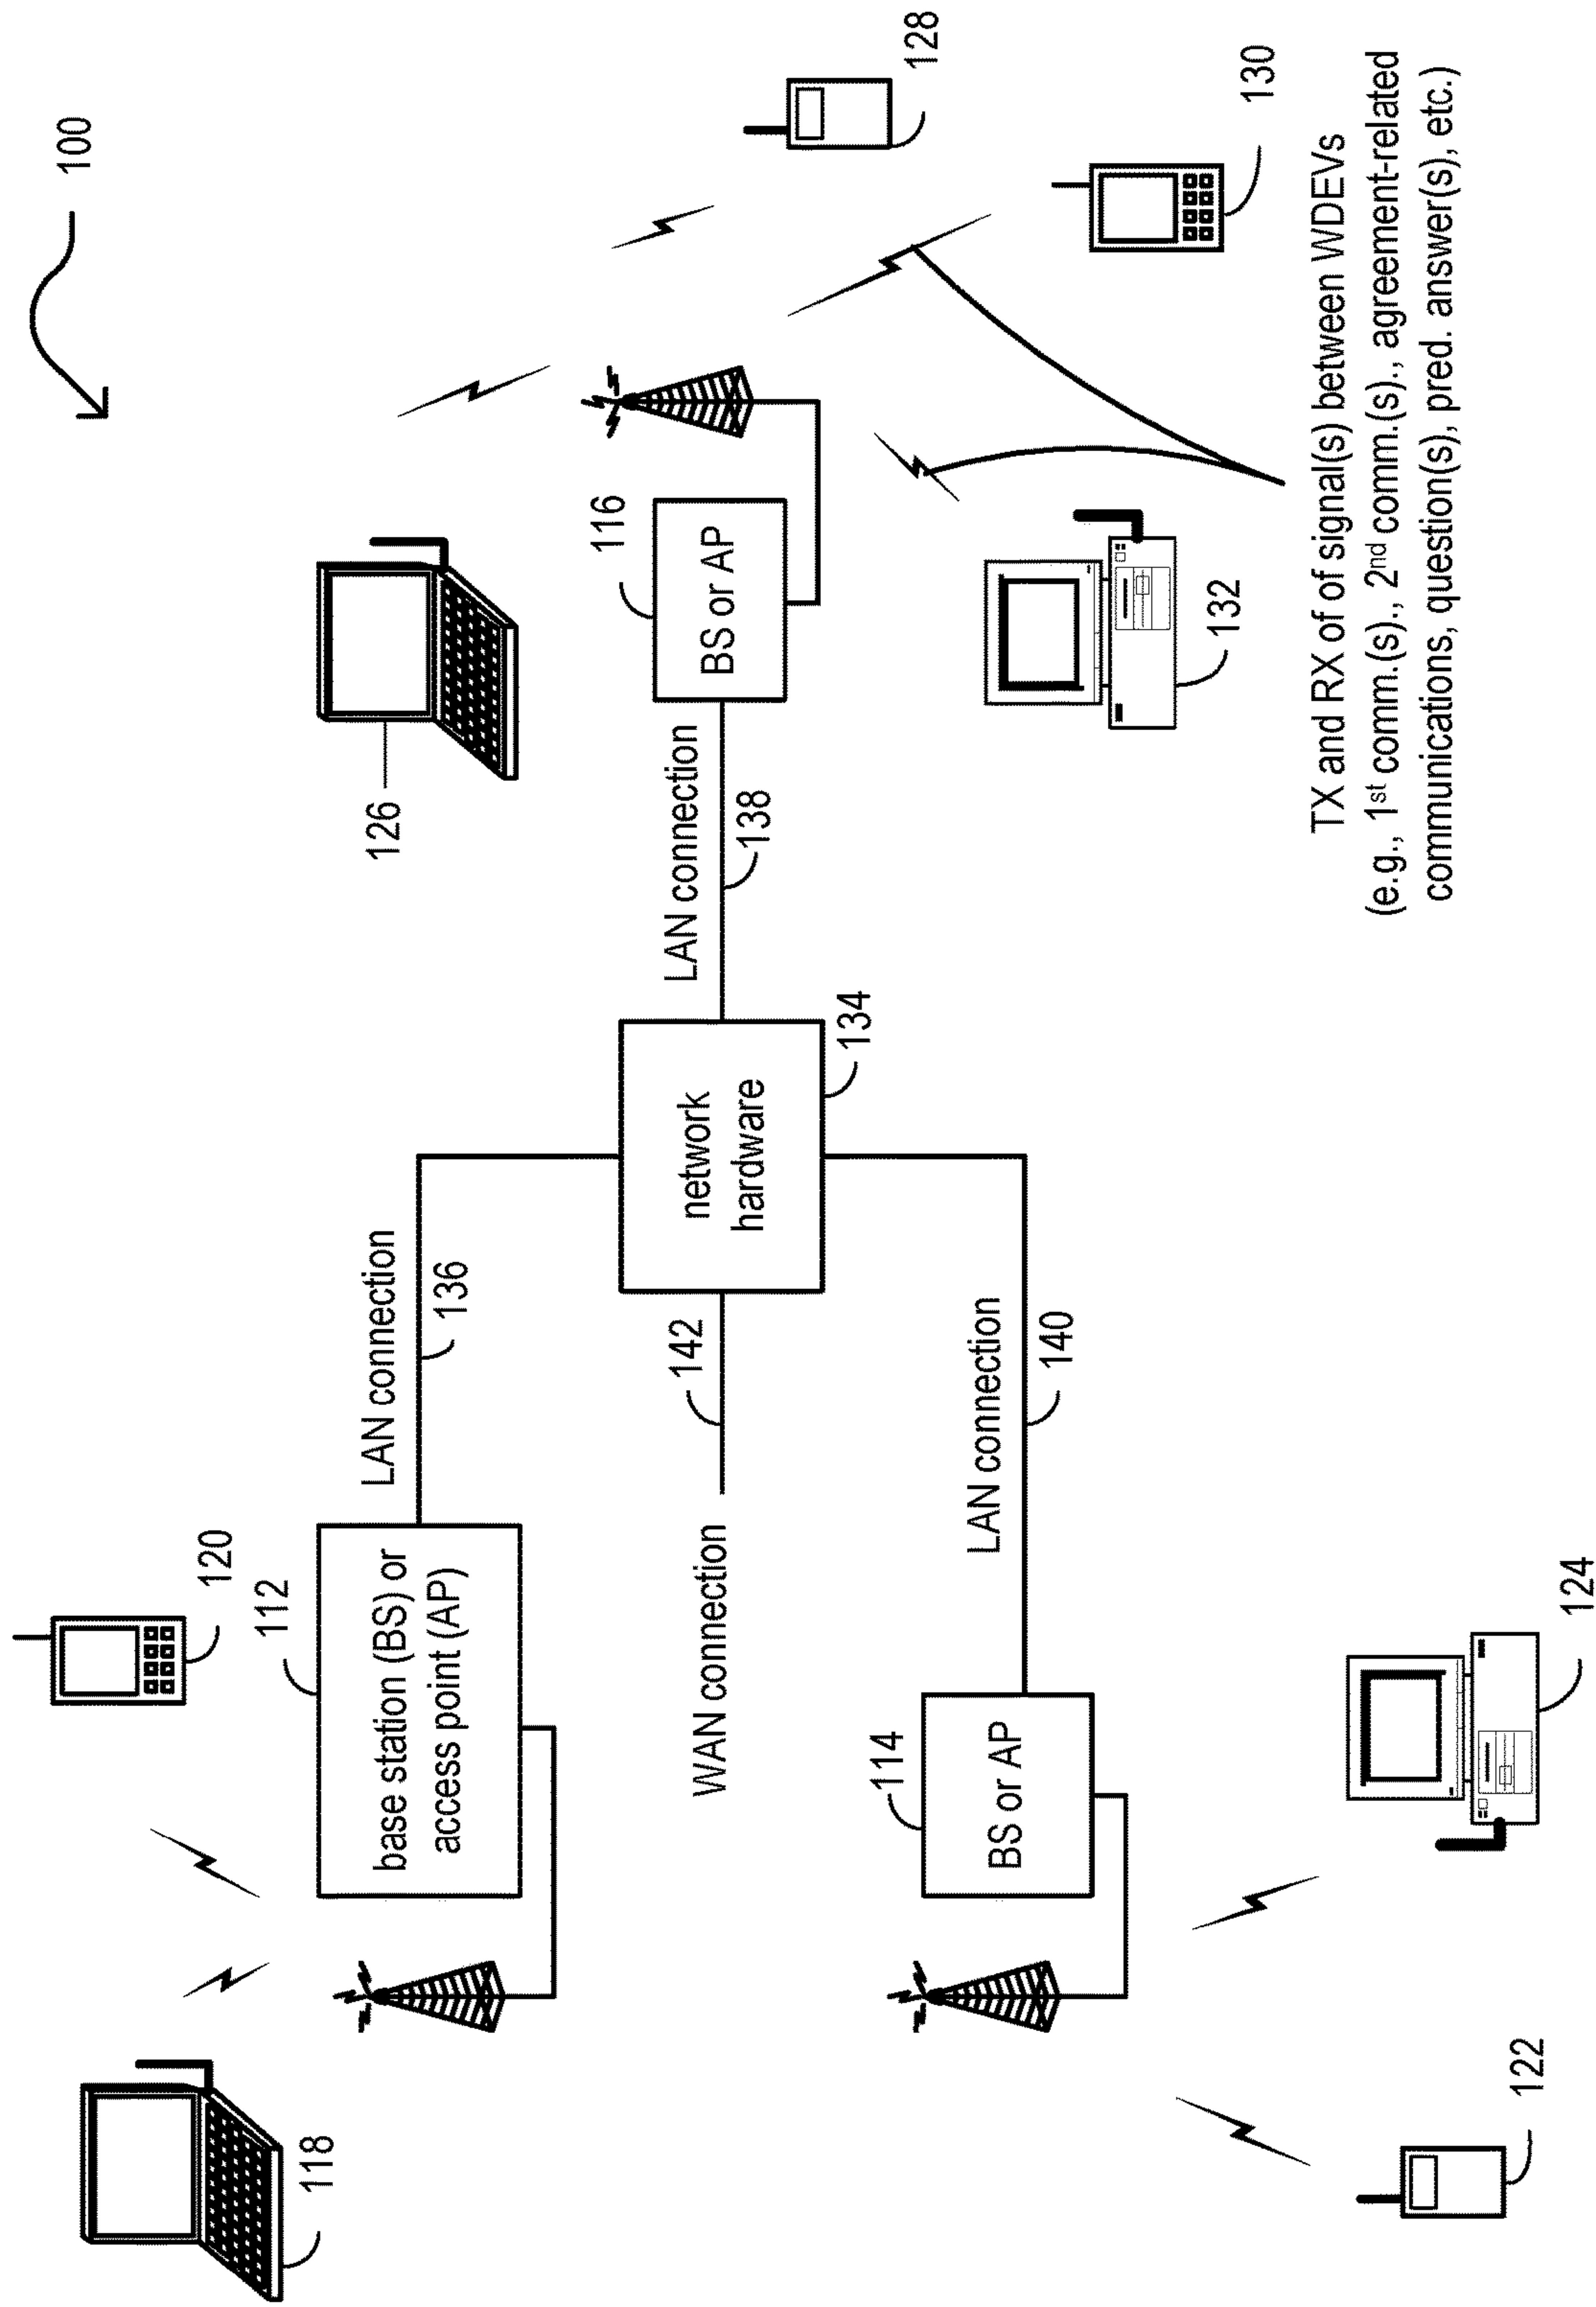 100
118
120
112
base station (BS) or
access point (AP)
LAN connection
136
126
116
BS or AP
128
WAN connection
142
network
hardware
134
LAN connection
138
114
BS or AP
LAN connection
140
132
130
122
124
TX and RX of of signal(s) between WDEVs
(e.g., 1st comm.(s)., 2nd comm.(s)., agreement-related
communications, question(s), pred. answer(s), etc.)